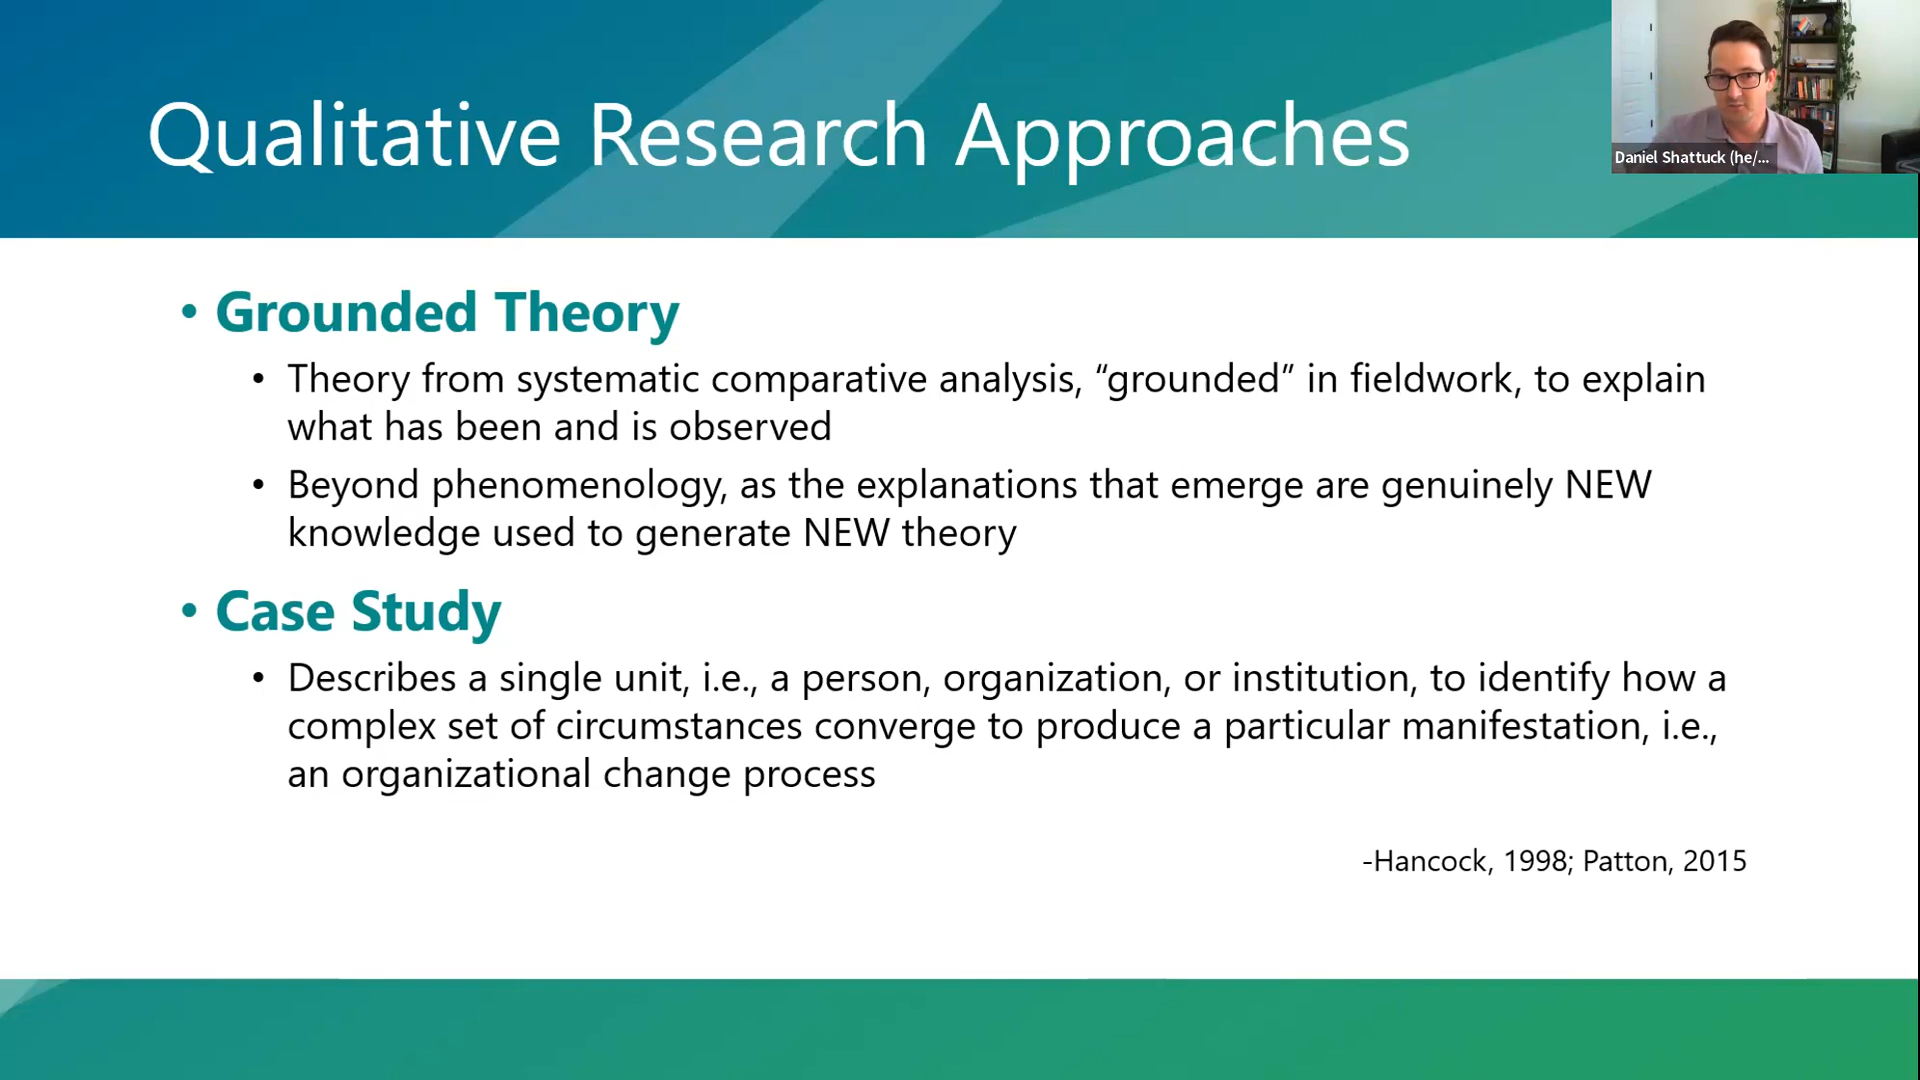 Qualitative Research Approaches
Daniel Shattuck (he/...
• Grounded Theory
• Theory from systematic comparative analysis, “grounded” in fieldwork, to explain
what has been and is observed
• Beyond phenomenology, as the explanations that emerge are genuinely NEW
knowledge used to generate NEW theory
• Case Study
• Describes a single unit, i.e., a person, organization, or institution, to identify how a
complex set of circumstances converge to produce a particular manifestation, i.e.,
an organizational change process
-Hancock, 1998; Patton, 2015